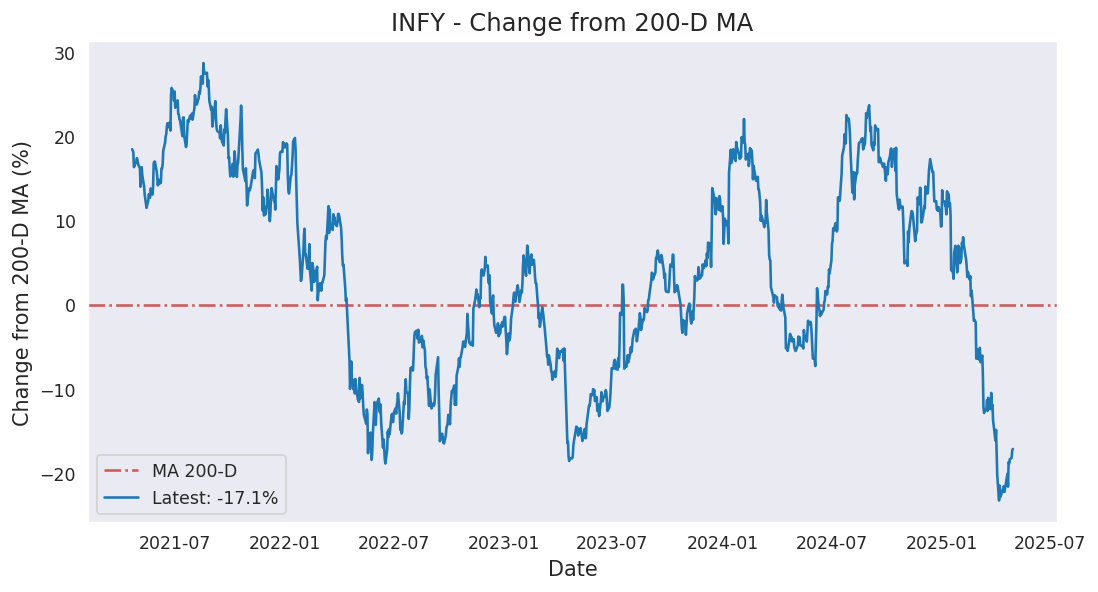 INFY - Change from 200-D MA
Change from 200-D MA (%)
30
20
10
0
−10
−20
MA 200-D
Latest: -17.1%
2021-07 2022-01 2022-07 2023-01 2023-07 2024-01 2024-07 2025-01 2025-07
Date